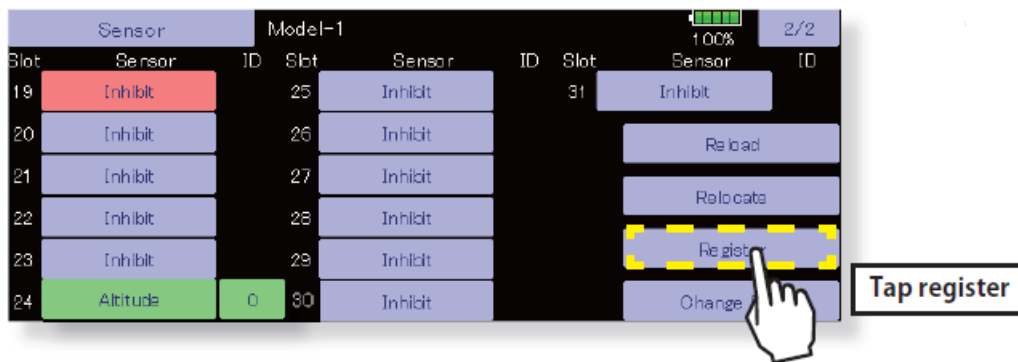 Sensor Model-1 100% 2/2
Slot Sensor ID Slot Sensor ID Slot Sensor ID
19 Inhibit 25 Inhibit 31 Inhibit
20 Inhibit 26 Inhibit Reload
21 Inhibit 27 Inhibit Relocate
22 Inhibit 28 Inhibit Register
23 Inhibit 29 Inhibit
24 Altitude 0 30 Inhibit Change
Tap register